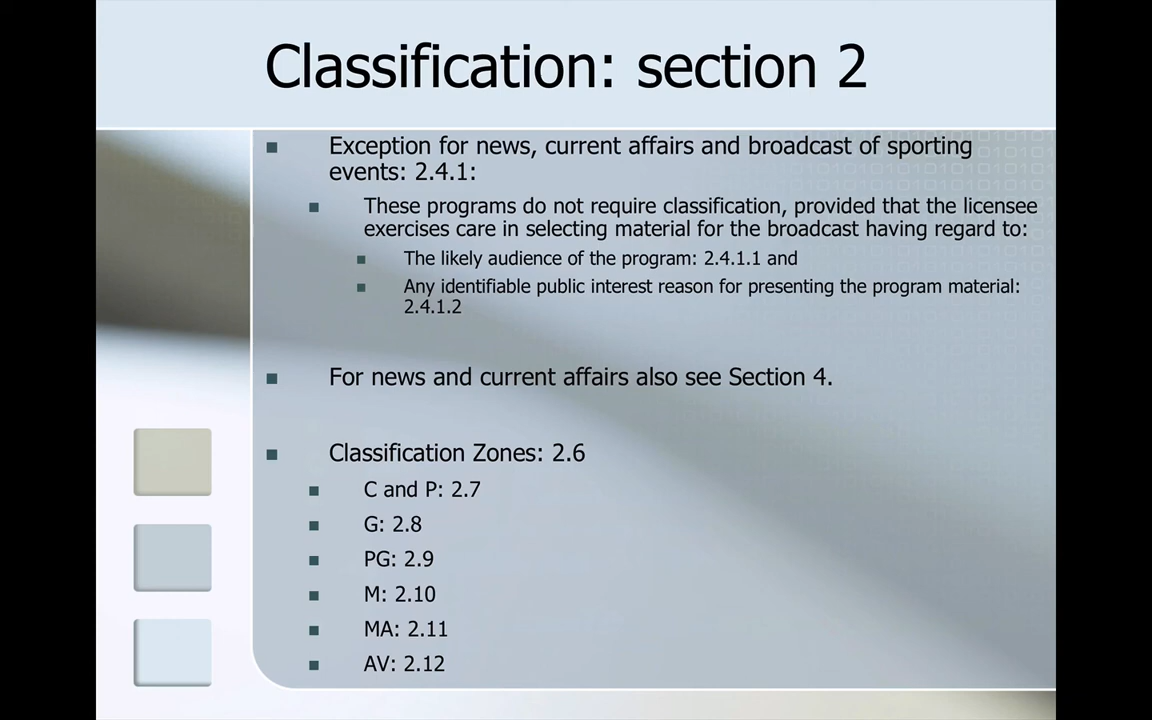 Classification: section 2
Exception for news, current affairs and broadcast of sporting
events: 2.4.1:
These programs do not require classification, provided that the licensee
exercises care in selecting material for the broadcast having regard to:
The likely audience of the program: 2.4.1.1 and
Any identifiable public interest reason for presenting the program material:
2.4.1.2
For news and current affairs also see Section 4.
Classification Zones: 2.6
C and P: 2.7
G: 2.8
PG: 2.9
M: 2.10
MA: 2.11
AV: 2.12